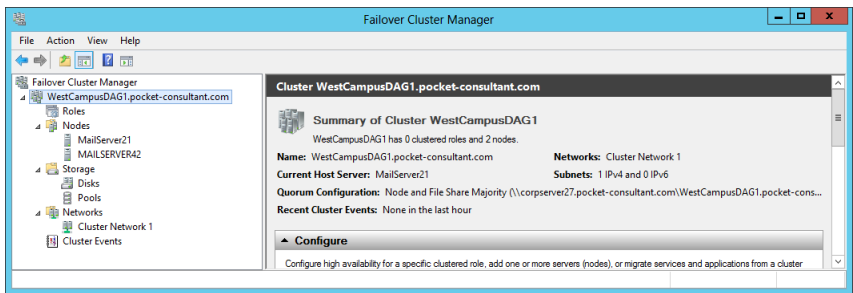 Failover Cluster Manager
File Action View Help
Failover Cluster Manager
WestCampusDAG1.pocket-consultant.com
Roles
Nodes
MailServer21
MAILSERVER42
Storage
Disks
Pools
Networks
Cluster Network 1
Cluster Events
Cluster WestCampusDAG1.pocket-consultant.com
Summary of Cluster WestCampusDAG1
WestCampusDAG1 has 0 clustered roles and 2 nodes.
Name: WestCampusDAG1.pocket-consultant.com Networks: Cluster Network 1
Current Host Server: MailServer21 Subnets: 1 IPv4 and 0 IPv6
Quorum Configuration: Node and File Share Majority (\\corpserver27.pocket-consultant.com\WestCampusDAG1.pocket-cons...
Recent Cluster Events: None in the last hour
Configure
Configure high availability for a specific clustered role, add one or more servers (nodes), or migrate services and applications from a cluster